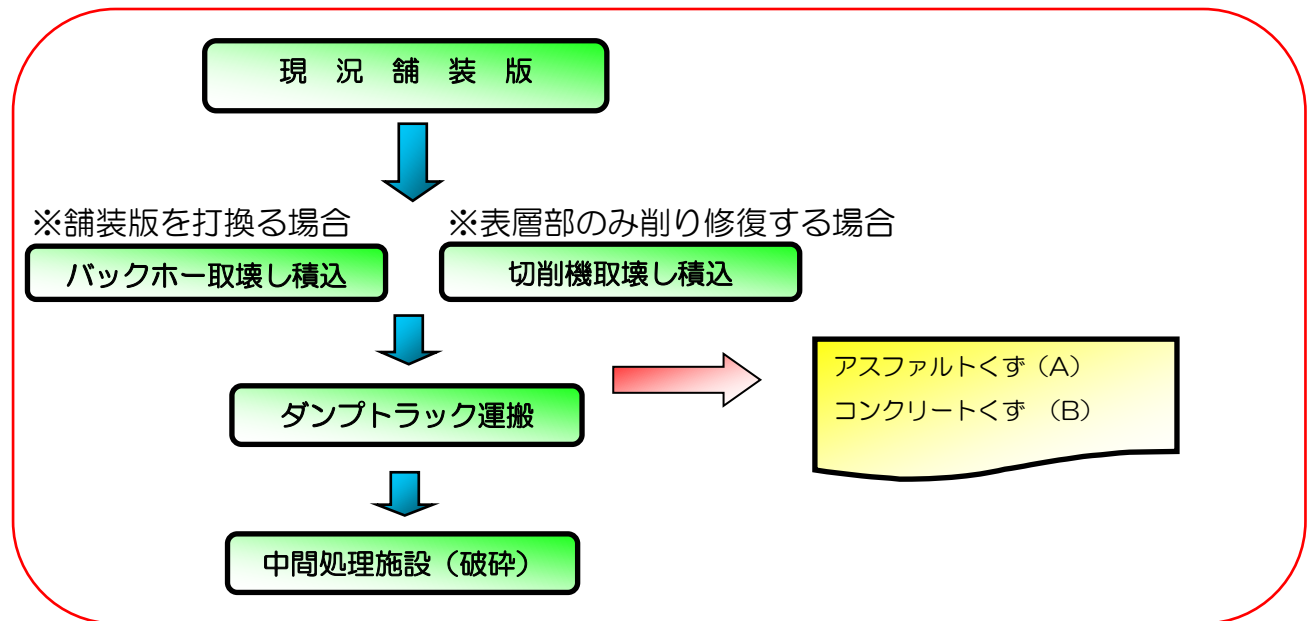 現 況 舗 装 版
※舗装版を打換る場合
※表層部のみ削り修復する場合
バックホー取壊し積込
切削機取壊し積込
ダンプトラック運搬
アスファルトくず（A）
コンクリートくず （B）
中間処理施設（破砕）